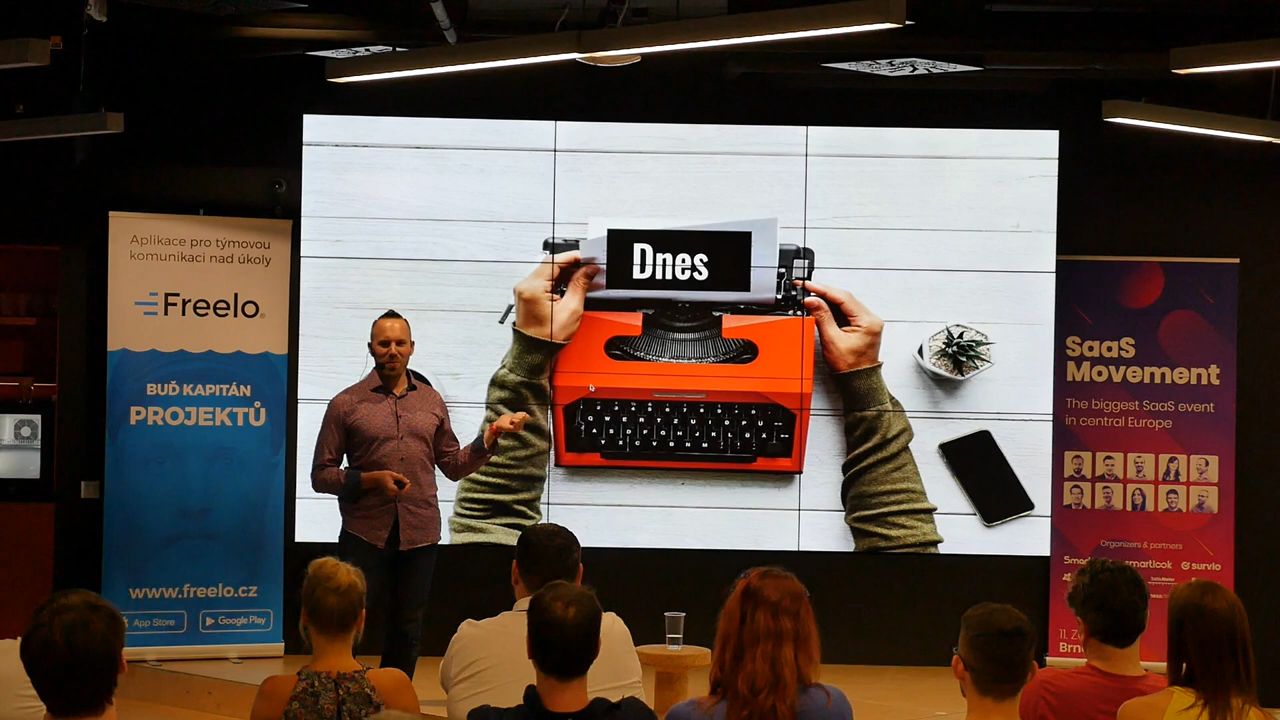 Aplikace pro týmovou
komunikaci nad úkoly
Freelo
BUĎ KAPITÁN
PROJEKTŮ
www.freelo.cz
App Store
Google Play
Dnes
SaaS
Movement
The biggest SaaS event
in central Europe
Organizers & partners
smartlook
survio
11.